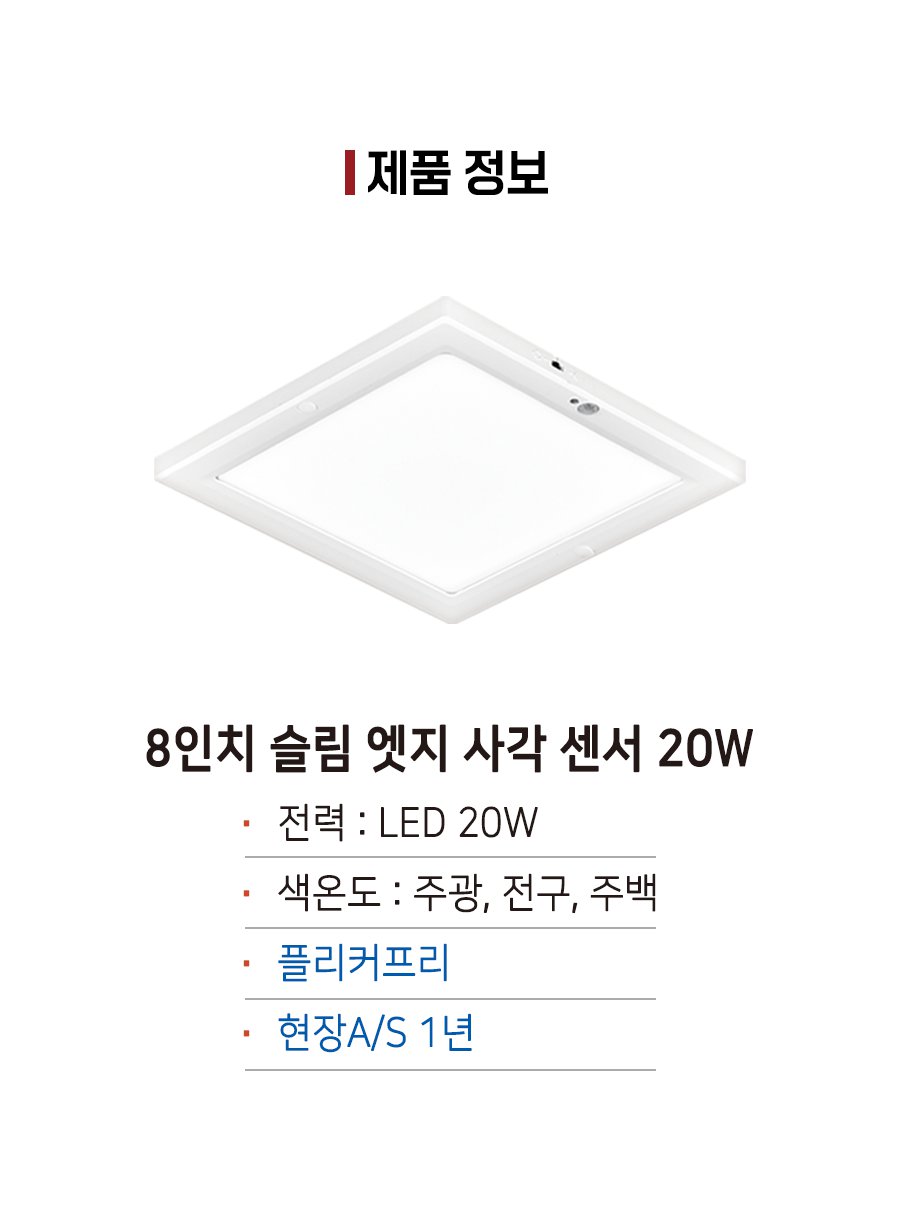 제품 정보
8인치 슬림 엣지 사각 센서 20W
· 전력 : LED 20W
· 색온도 : 주광, 전구, 주백
· 플리커프리
· 현장A/S 1년